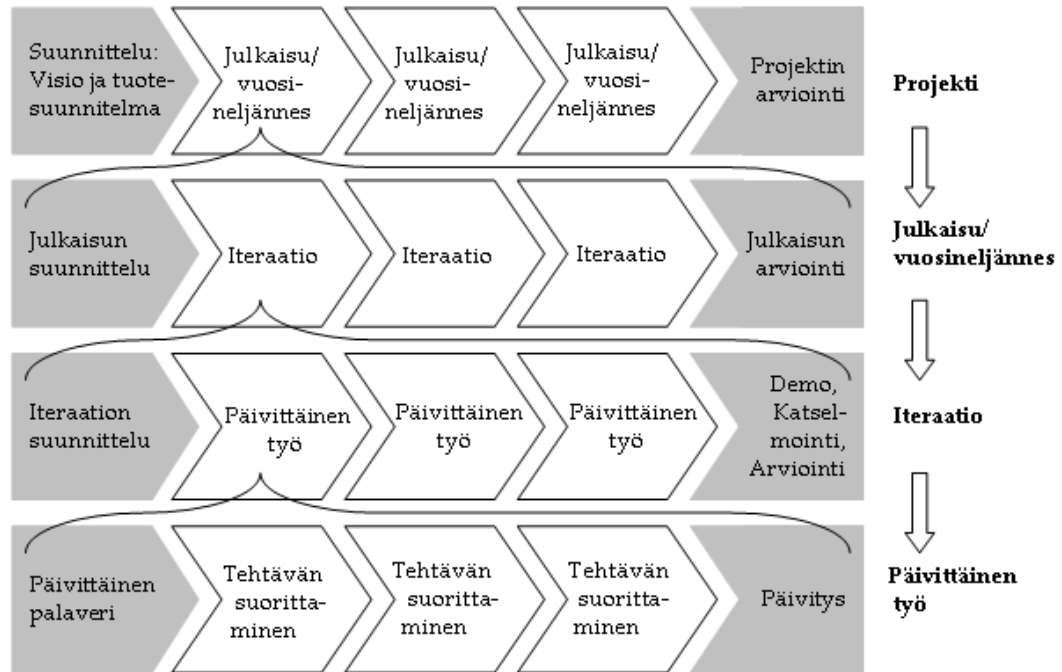 Suunnittelu:
Visio ja tuote-
suunnitelma
Julkaisu/
vuosi-
neljännes
Julkaisu/
vuosi-
neljännes
Julkaisu/
vuosi-
neljännes
Projektin
arviointi
Projekti
Julkaisun
suunnittelu
Iteraatio
Iteraatio
Iteraatio
Julkaisun
arviointi
Julkaisu/
vuosineljännes
Iteraation
suunnittelu
Päivittäinen
työ
Päivittäinen
työ
Päivittäinen
työ
Demo,
Katsel-
mointi,
Arviointi
Iteraatio
Päivittäinen
palaveri
Tehtävän
suoritta-
minen
Tehtävän
suoritta-
minen
Tehtävän
suoritta-
minen
Päivitys
Päivittäinen
työ